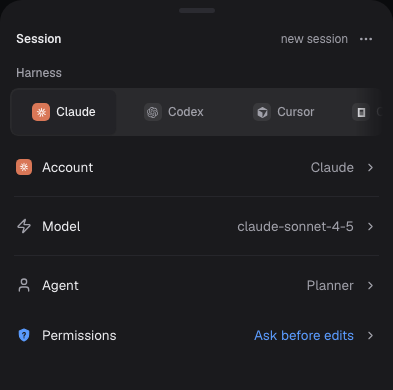 Session new session
Harness
Claude Codex Cursor
Account Claude
Model claude-sonnet-4-5
Agent Planner
Permissions Ask before edits